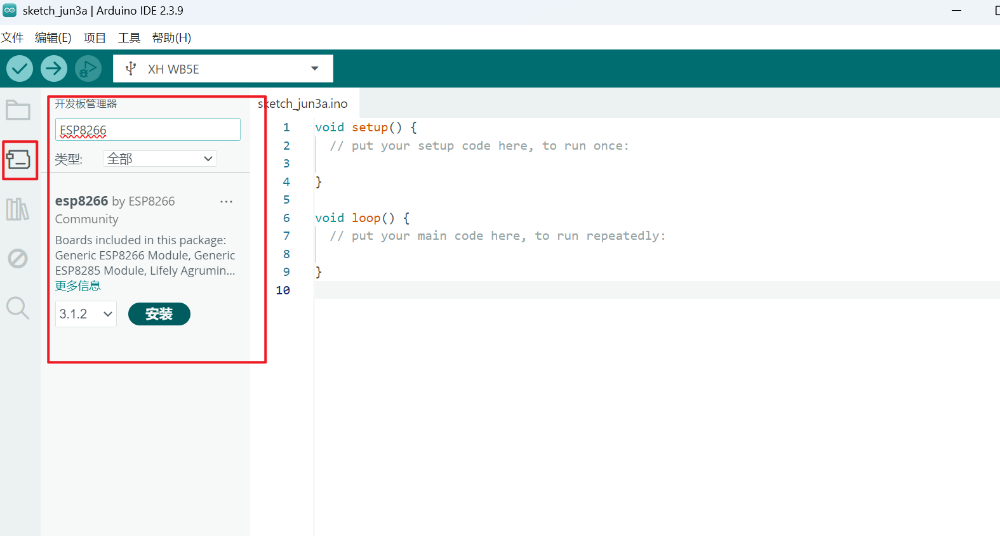 sketch_jun3a | Arduino IDE 2.3.9
文件 编辑(E) 项目 工具 帮助(H)
XH WB5E
开发板管理器
ESP8266
类型: 全部
esp8266 by ESP8266
Community
Boards included in this package:
Generic ESP8266 Module, Generic
ESP8285 Module, Lifely Agrumin...
更多信息
3.1.2 安装
sketch_jun3a.ino
1 void setup() {
2 // put your setup code here, to run once:
3
4 }
5
6 void loop() {
7 // put your main code here, to run repeatedly:
8
9 }
10